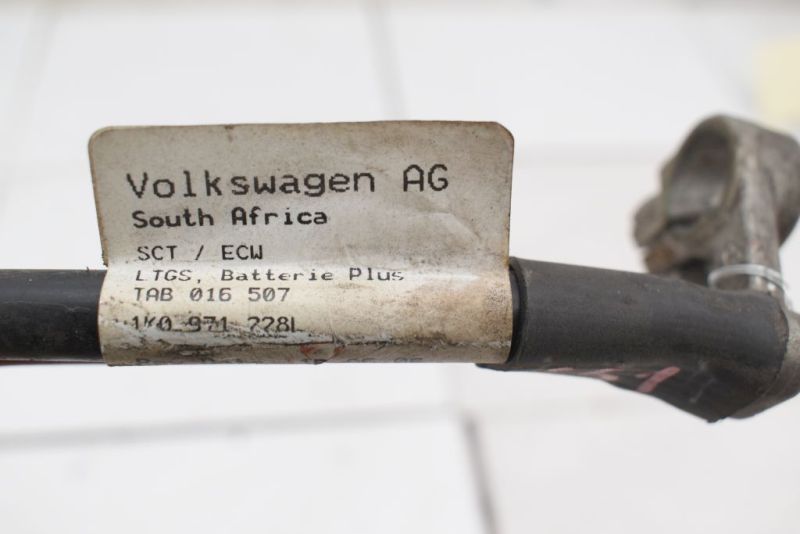 Volkswagen AG
South Africa
SCT / ECW
LTGS, Batterie Plus
TAB 016 507
1K0 971 228L